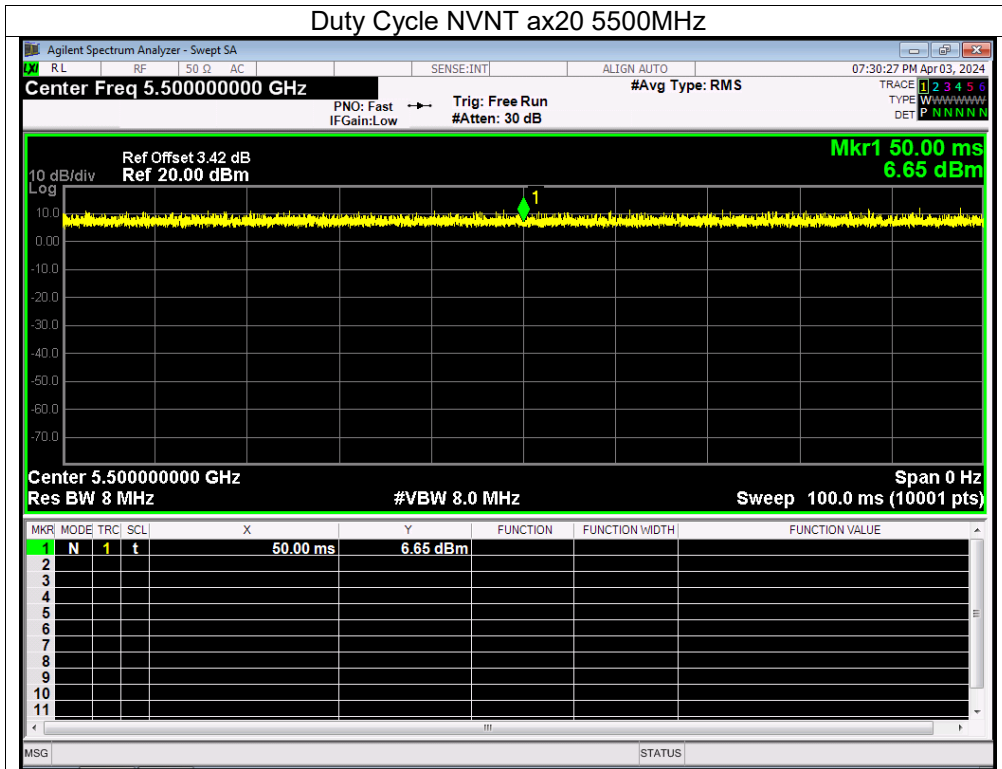 Duty Cycle NVNT ax20 5500MHz
Agilent Spectrum Analyzer - Swept SA
LXI RL RF 50 Ω AC SENSE:INT ALIGN AUTO 07:30:27 PM Apr 03, 2024
Center Freq 5.500000000 GHz #Avg Type: RMS TRACE 1 2 3 4 5 6
PNO: Fast Trig: Free Run TYPE WWWWWW
IFGain:Low #Atten: 30 dB DET P N N N N N
Mkr1 50.00 ms
Ref Offset 3.42 dB
10 dB/div Ref 20.00 dBm 6.65 dBm
Log
1
10.0
0.00
-10.0
-20.0
-30.0
-40.0
-50.0
-60.0
-70.0
Center 5.500000000 GHz Span 0 Hz
Res BW 8 MHz #VBW 8.0 MHz Sweep 100.0 ms (10001 pts)
MKR MODE TRC SCL X Y FUNCTION FUNCTION WIDTH FUNCTION VALUE
1 N 1 t 50.00 ms 6.65 dBm
2
3
4
5
6
7
8
9
10
11
MSG STATUS